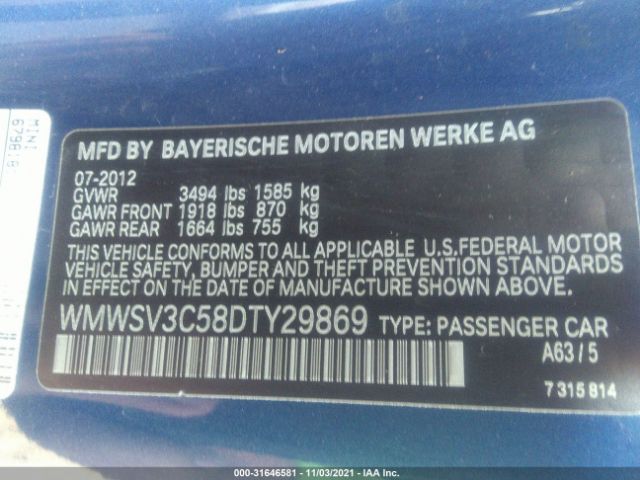 MINI
679818
MFD BY BAYERISCHE MOTOREN WERKE AG
07-2012
GVWR 3494 lbs 1585 kg
GAWR FRONT 1918 lbs 870 kg
GAWR REAR 1664 lbs 755 kg
THIS VEHICLE CONFORMS TO ALL APPLICABLE U.S.FEDERAL MOTOR
VEHICLE SAFETY, BUMPER AND THEFT PREVENTION STANDARDS
IN EFFECT ON THE DATE OF MANUFACTURE SHOWN ABOVE.
WMWSV3C58DTY29869 TYPE: PASSENGER CAR
A63/5
7 315 814
000-31646581 - 11/03/2021 - IAA Inc.